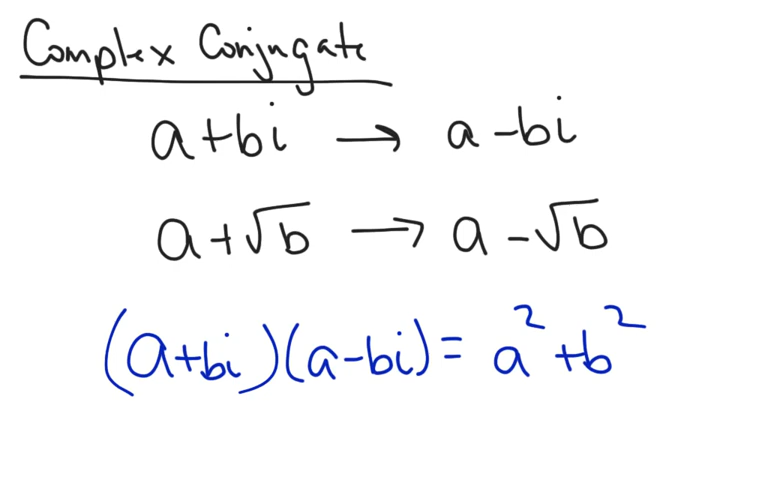 Complex Conjugate
a+bi → a-bi
a+√b → a-√b
(a+bi)(a-bi)= a²+b²